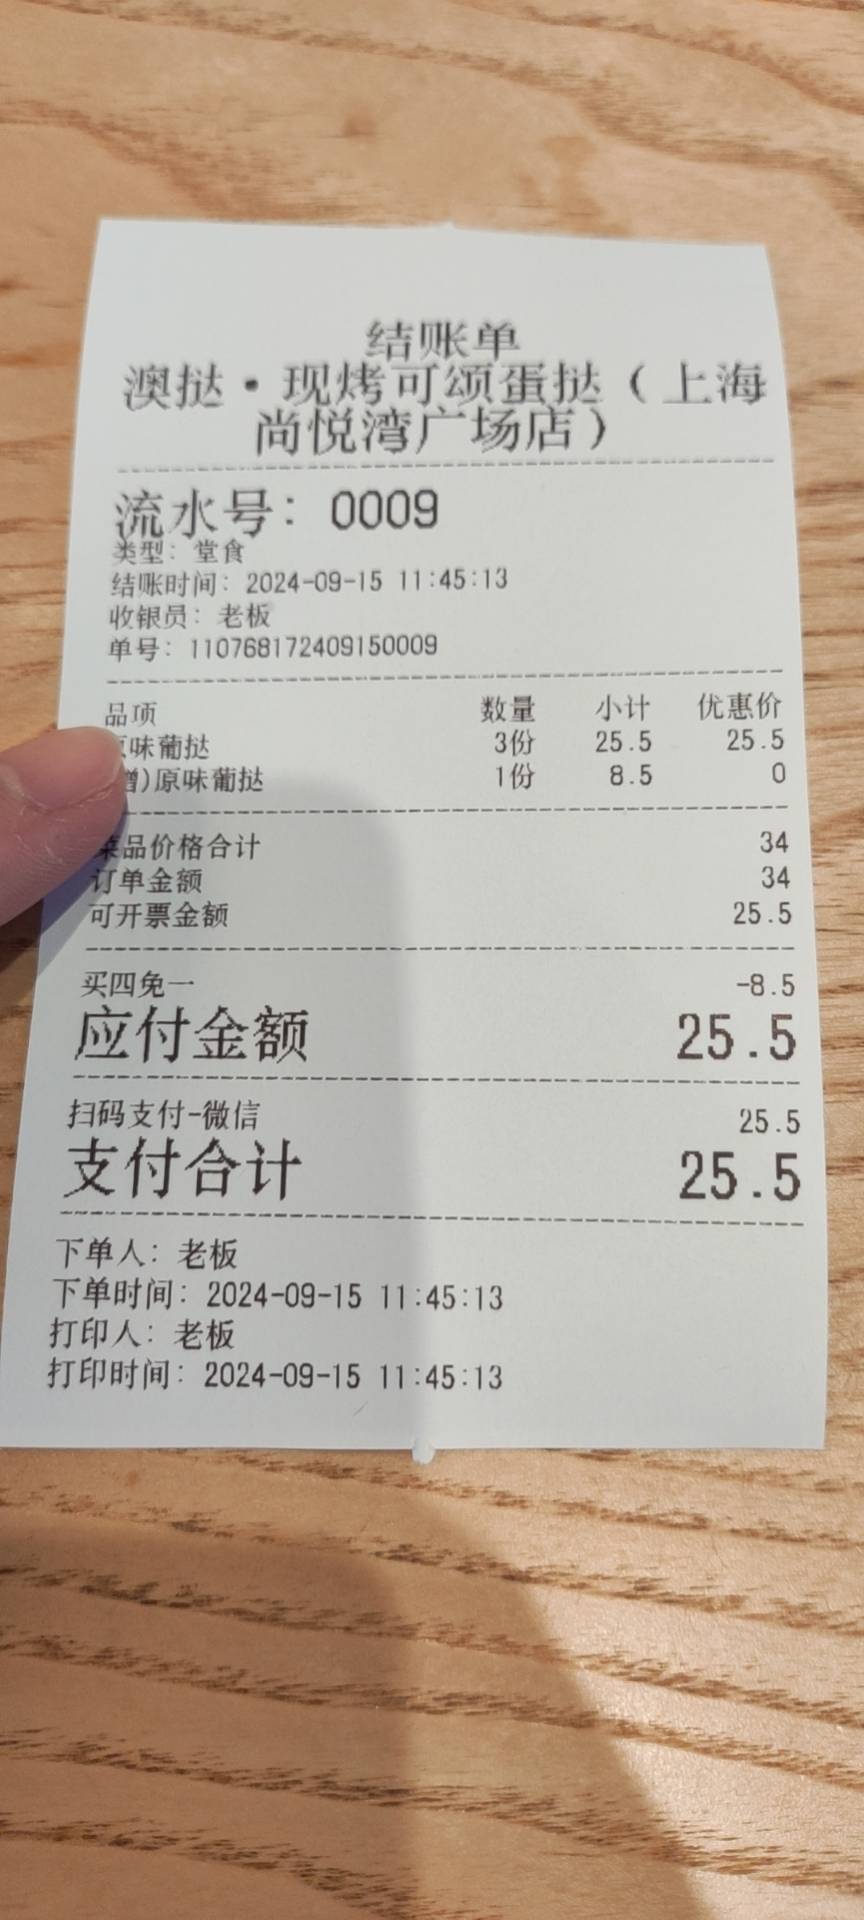 结账单
澳挞·现烤可颂蛋挞（上海
尚悦湾广场店）
流水号：0009
类型：堂食
结账时间：2024-09-15 11:45:13
收银员：老板
单号：110768172409150009
品项 数量 小计 优惠价
原味葡挞 3份 25.5 25.5
赠)原味葡挞 1份 8.5 0
菜品价格合计 34
订单金额 34
可开票金额 25.5
买四免一 -8.5
应付金额 25.5
扫码支付-微信 25.5
支付合计 25.5
下单人：老板
下单时间：2024-09-15 11:45:13
打印人：老板
打印时间：2024-09-15 11:45:13